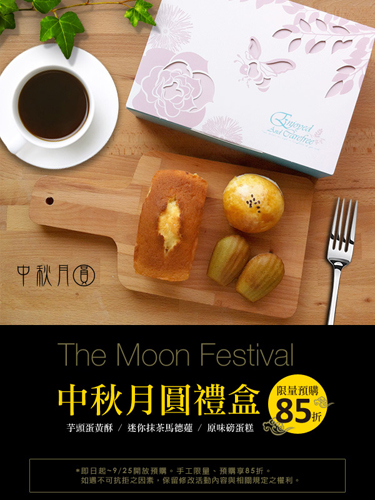 Enjoyed
And Carefree
中秋月圓
The Moon Festival
中秋月圓禮盒
限量預購
85折
芋頭蛋黃酥 / 迷你抹茶馬德蓮 / 原味磅蛋糕
*即日起~9/25開放預購。手工限量、預購享85折。
如遇不可抗拒之因素，保留修改活動內容與相關規定之權利。